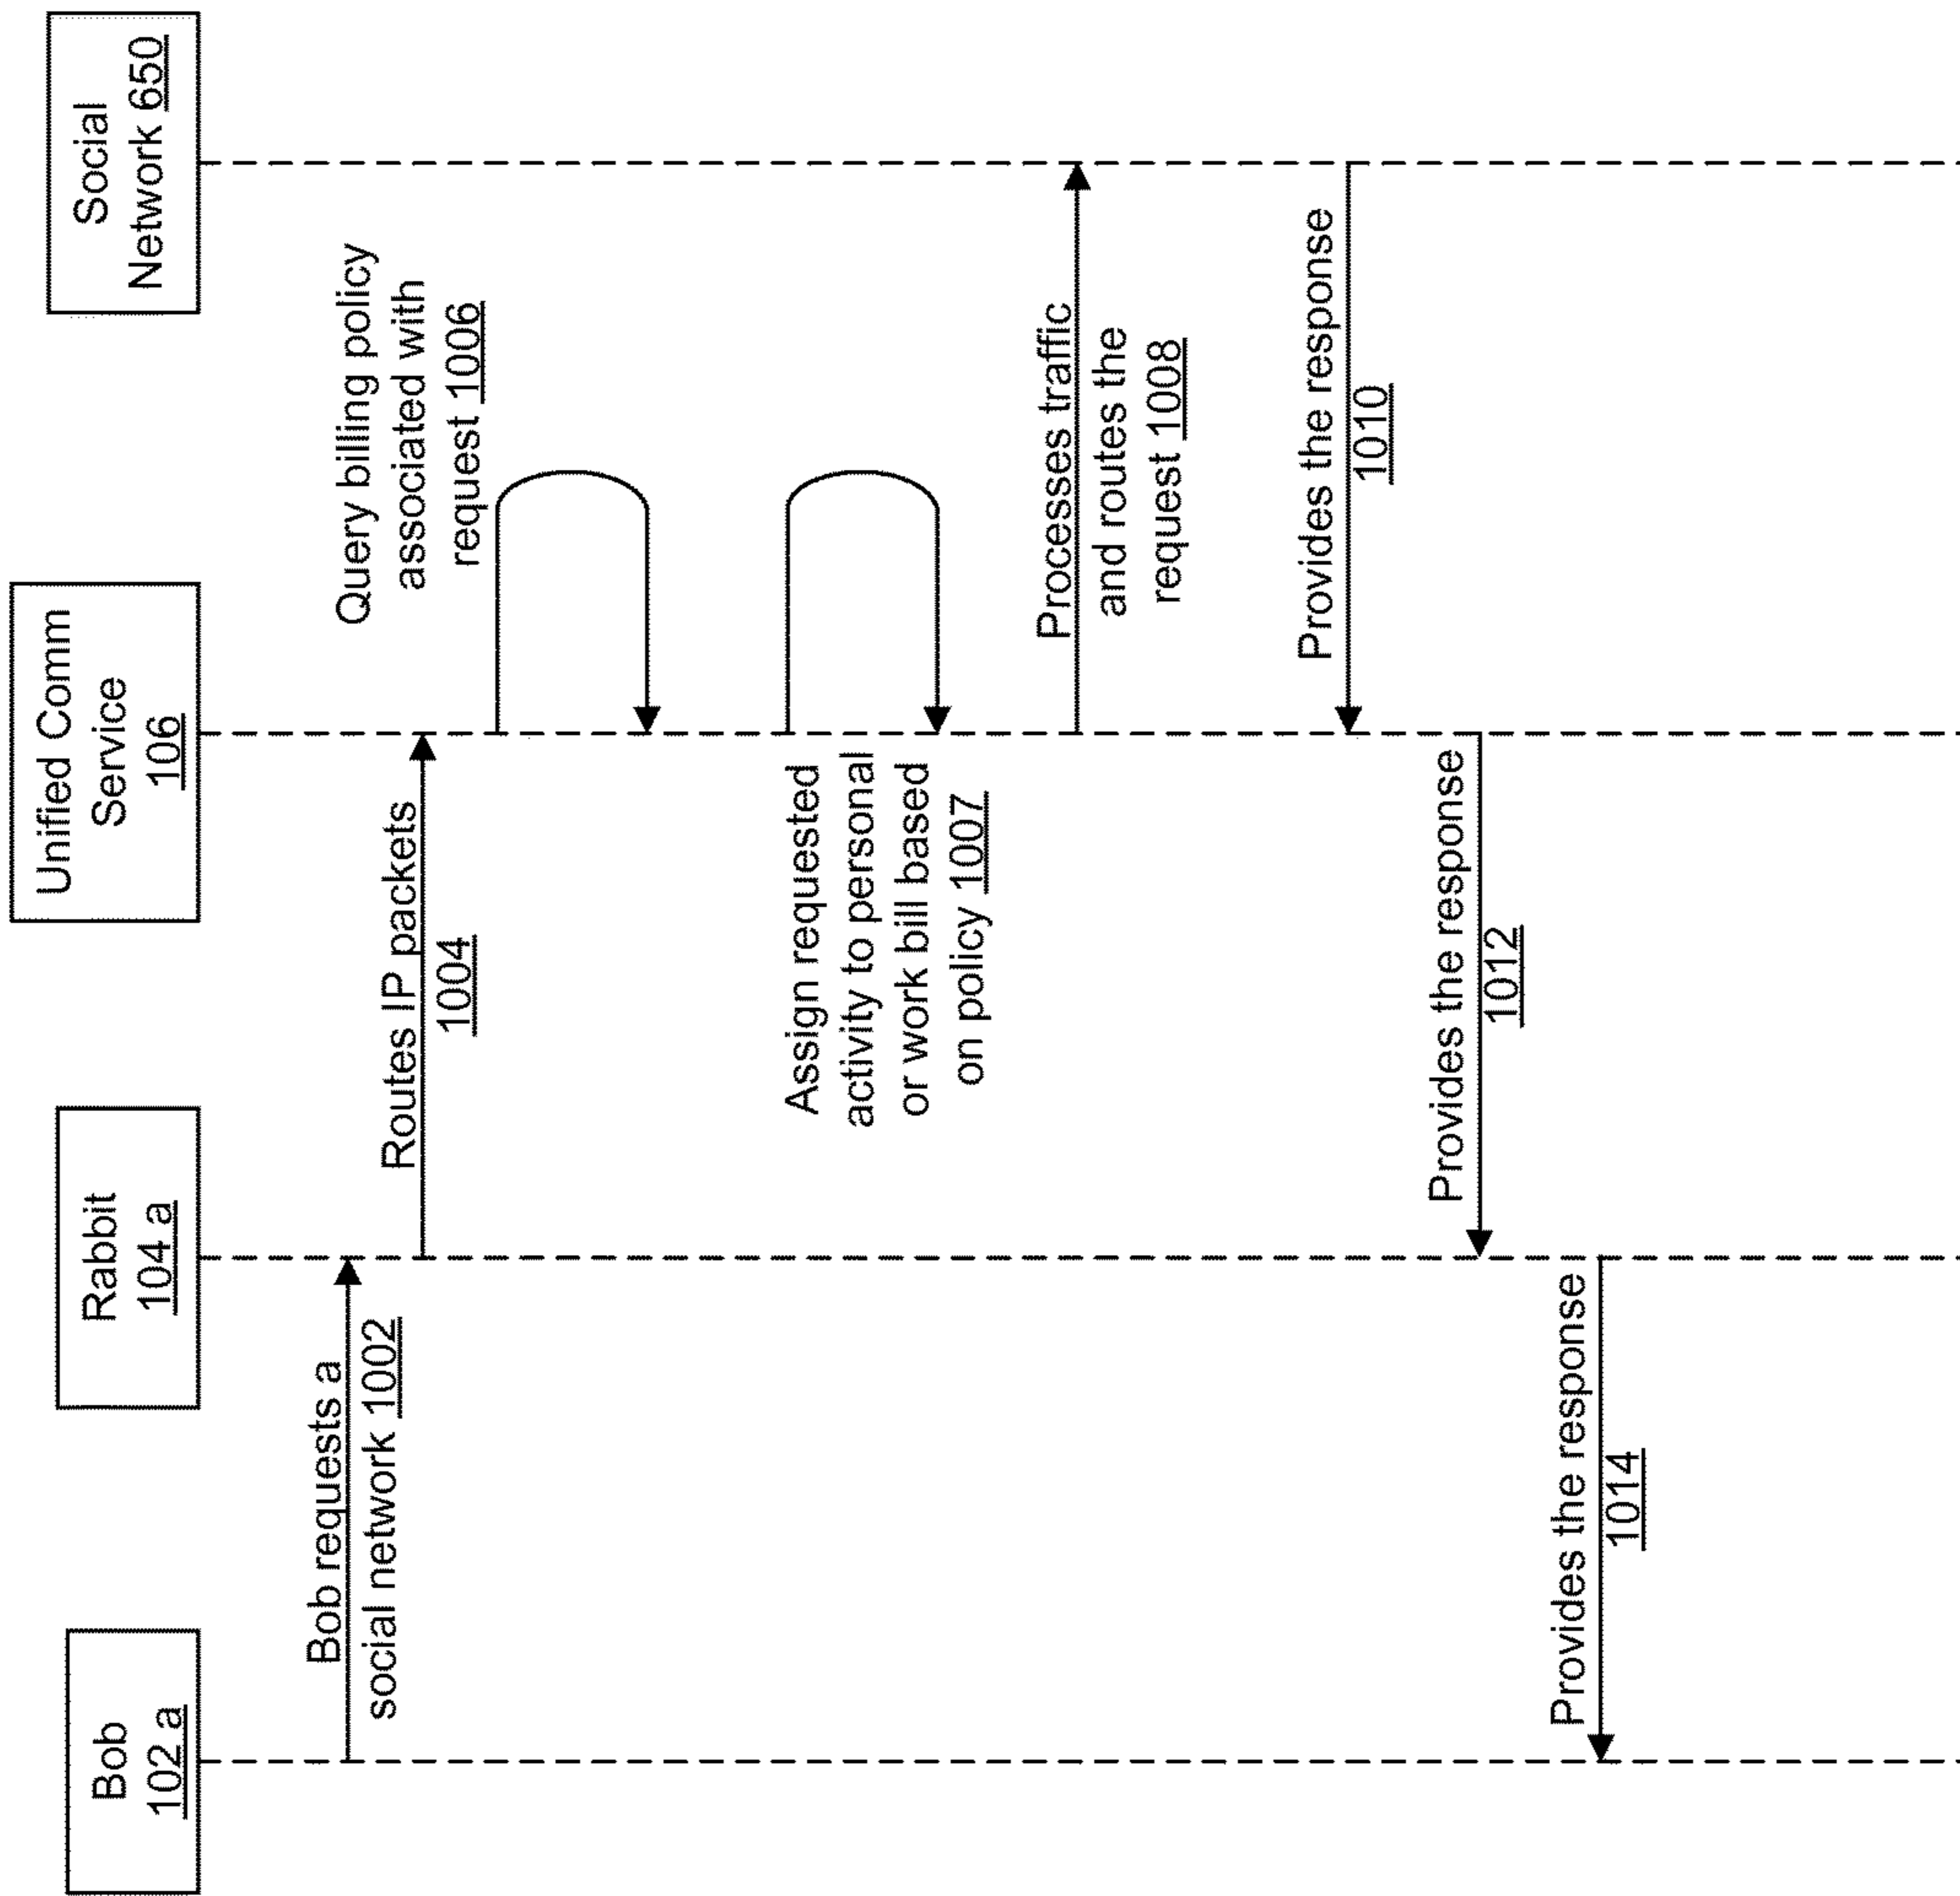 Bob
102 a
Rabbit
104 a
Unified Comm
Service
106
Social
Network 650
Bob requests a
social network 1002
Routes IP packets
1004
Query billing policy
associated with
request 1006
Assign requested
activity to personal
or work bill based
on policy 1007
Processes traffic
and routes the
request 1008
Provides the response
1010
Provides the response
1012
Provides the response
1014